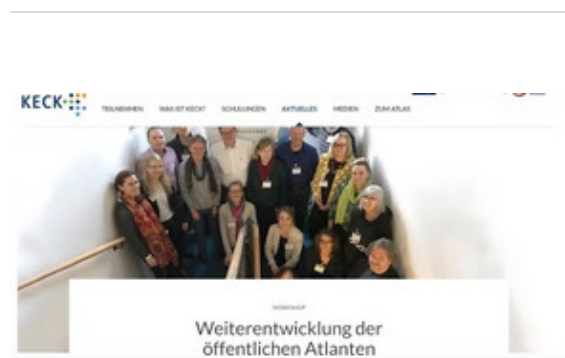 KECK
TEILNEHMEN WAS IST KECK? SCHULUNGEN AKTUELLES MEDIEN ZUM ATLAS
WORKSHOP
Weiterentwicklung der
öffentlichen Atlanten